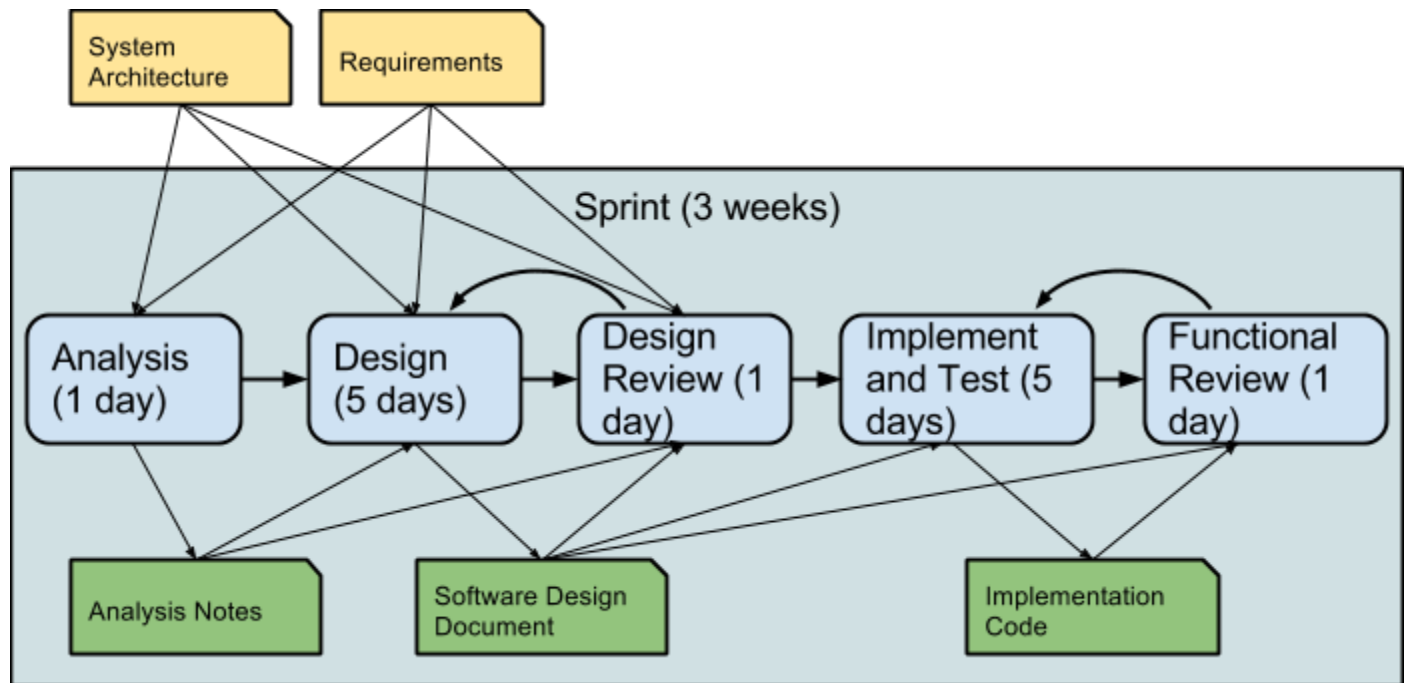 System
Architecture
Requirements
Sprint (3 weeks)
Analysis
(1 day)
Design
(5 days)
Design
Review (1
day)
Implement
and Test (5
days)
Functional
Review (1
day)
Analysis Notes
Software Design
Document
Implementation
Code